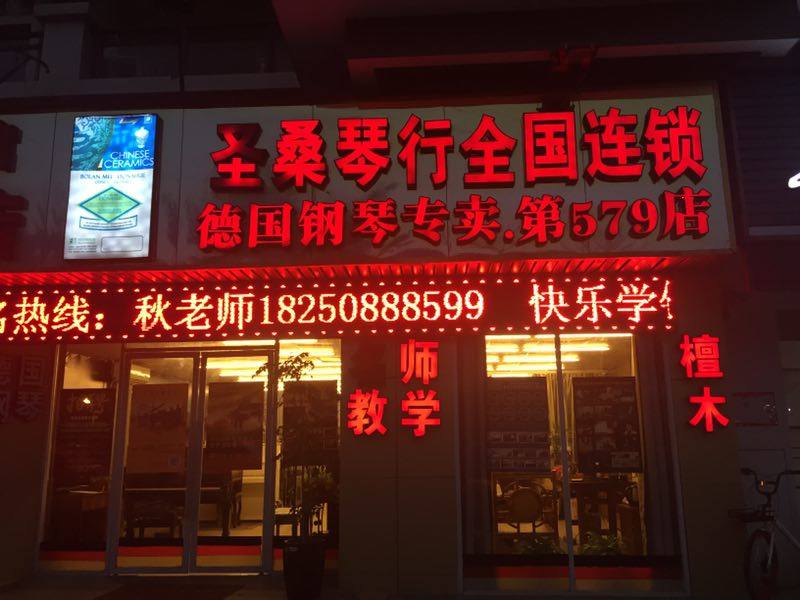 圣桑琴行全国连锁
德国钢琴专卖.第579店
CHINESE
CERAMICS
名热线：秋老师18250888599 快乐学
师
教学
檀
木